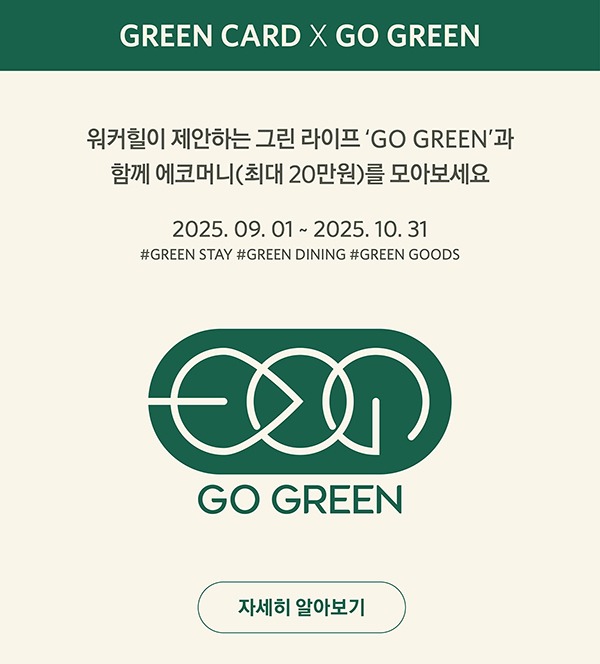 GREEN CARD X GO GREEN
워커힐이 제안하는 그린 라이프 ‘GO GREEN’과
함께 에코머니(최대 20만원)를 모아보세요
2025. 09. 01 ~ 2025. 10. 31
#GREEN STAY #GREEN DINING #GREEN GOODS
GO GREEN
자세히 알아보기